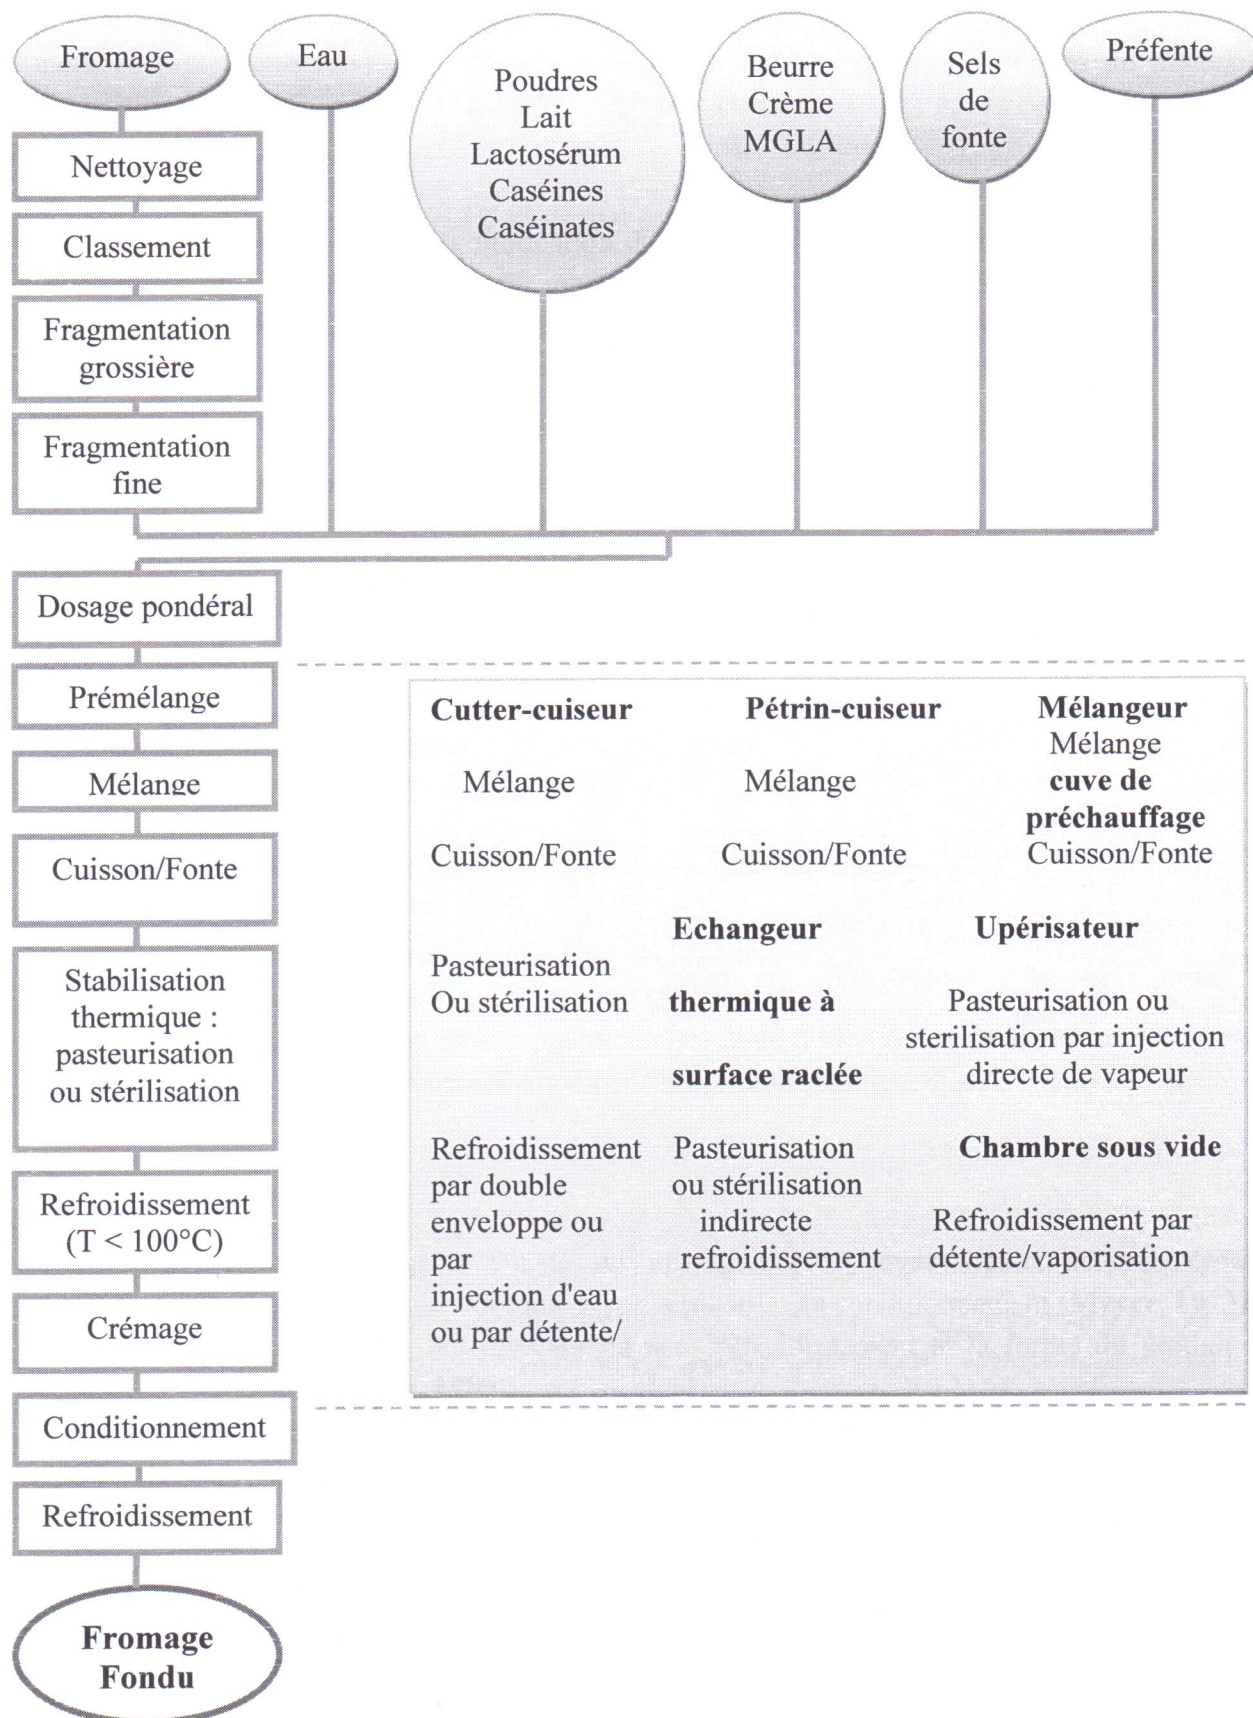 Fromage
Eau
Poudres
Lait
Lactosérum
Caséines
Caséinates
Beurre
Crème
MGLA
Sels
de
fonte
Préfente
Nettoyage
Classement
Fragmentation
grossière
Fragmentation
fine
Dosage pondéral
Prémélange
Mélange
Cuisson/Fonte
Stabilisation
thermique :
pasteurisation
ou stérilisation
Refroidissement
(T < 100°C)
Crémage
Conditionnement
Refroidissement
Fromage
Fondu
Cutter-cuiseur
Mélange
Cuisson/Fonte
Pasteurisation
Ou stérilisation
Refroidissement
par double
enveloppe ou
par
injection d'eau
ou par détente/
Pétrin-cuiseur
Mélange
Cuisson/Fonte
Echangeur
thermique à
surface raclée
Pasteurisation
ou stérilisation
indirecte
refroidissement
Mélangeur
Mélange
cuve de
préchauffage
Cuisson/Fonte
Upérisateur
Pasteurisation ou
sterilisation par injection
directe de vapeur
Chambre sous vide
Refroidissement par
détente/vaporisation